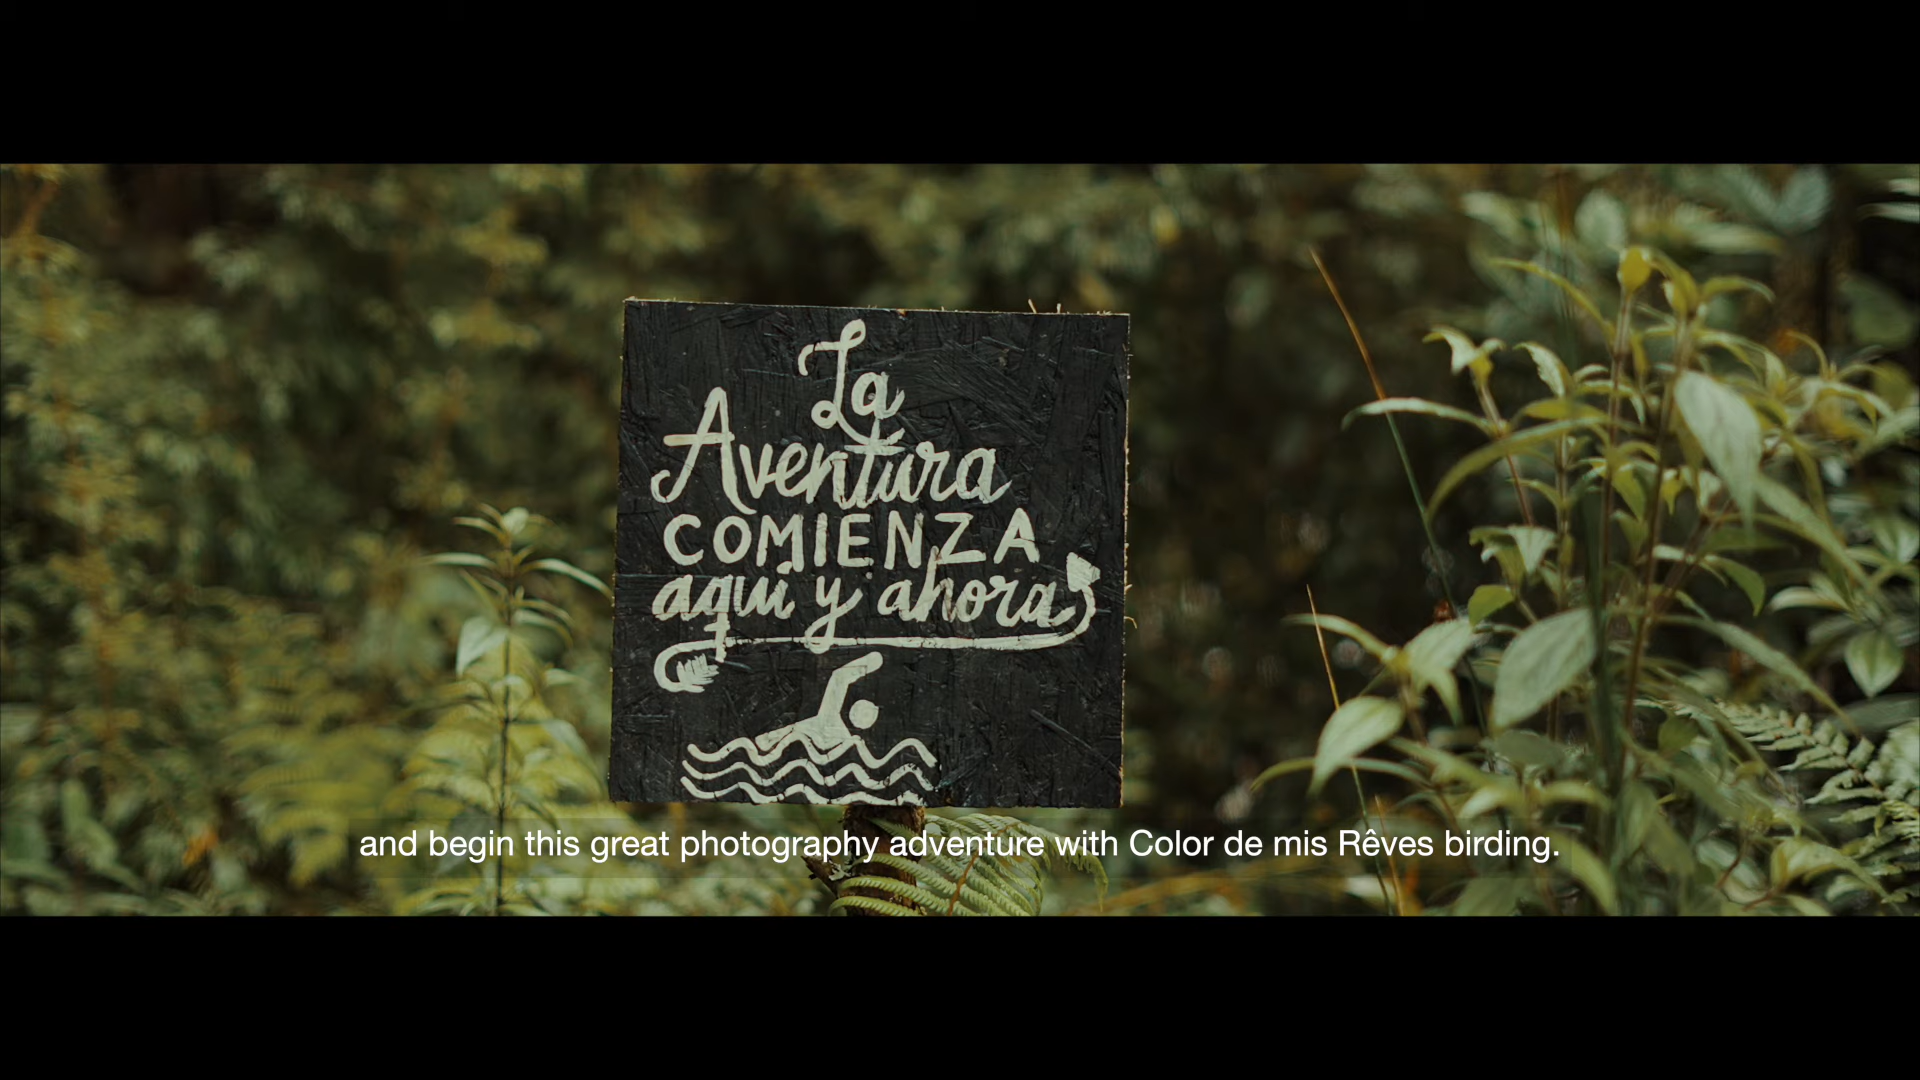 La
Aventura
COMIENZA
aquí y ahora
and begin this great photography adventure with Color de mis Rêves birding.